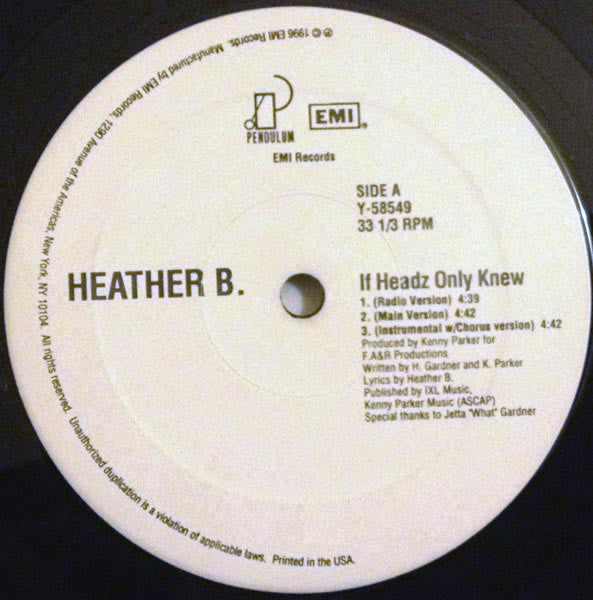 PENDULUM
EMI
EMI Records
SIDE A
Y-58549
33 1/3 RPM
HEATHER B.
If Headz Only Knew
1. (Radio Version) 4:39
2. (Main Version) 4:42
3. (Instrumental w/Chorus version) 4:42
Produced by Kenny Parker for
F.A&R Productions
Written by H. Gardner and K. Parker
Lyrics by Heather B.
Published by IXL Music,
Kenny Parker Music (ASCAP)
Special thanks to Jetta "What" Gardner
℗ © 1996 EMI Records. Manufactured by EMI Records, 1290 Avenue of the Americas, New York, NY 10104. All rights reserved. Unauthorized duplication is a violation of applicable laws. Printed in the USA.